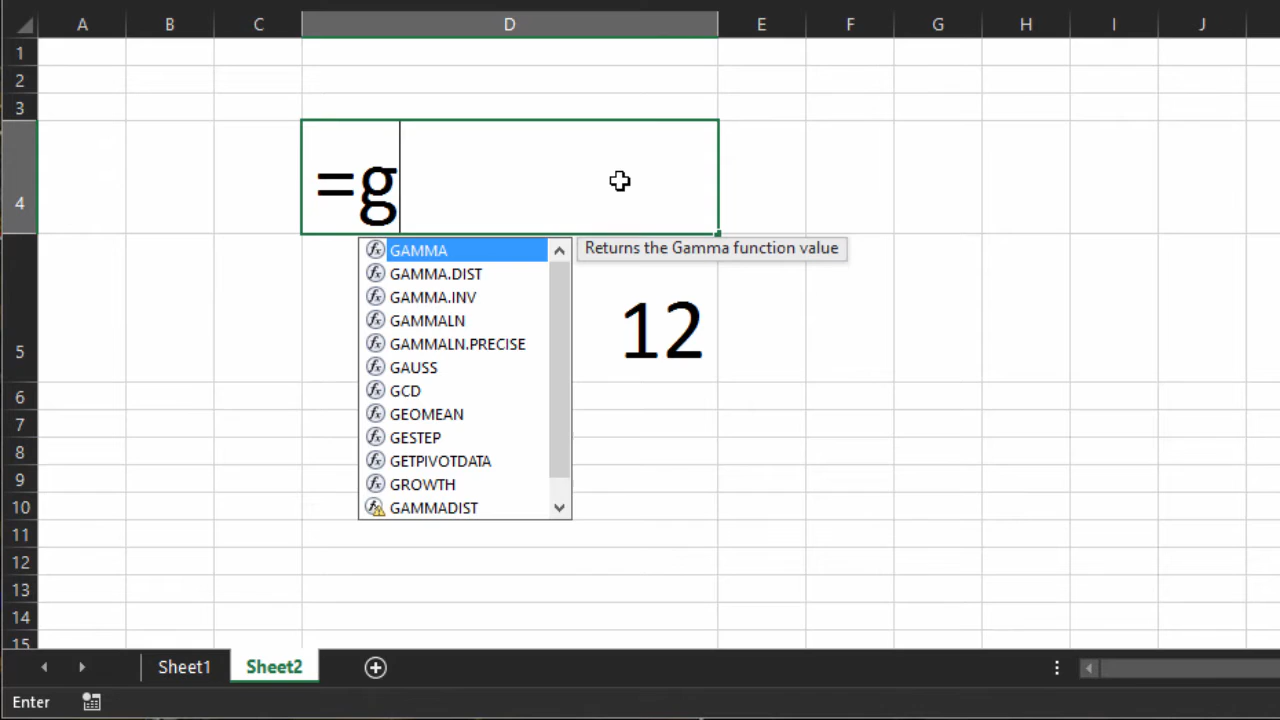 A B C D E F G H I J
1
2
3
4
=g
GAMMA
Returns the Gamma function value
GAMMA.DIST
GAMMA.INV
GAMMALN
GAMMALN.PRECISE
GAUSS
GCD
GEOMEAN
GESTEP
GETPIVOTDATA
GROWTH
GAMMADIST
12
5
6
7
8
9
10
11
12
13
14
15
Sheet1 Sheet2
Enter